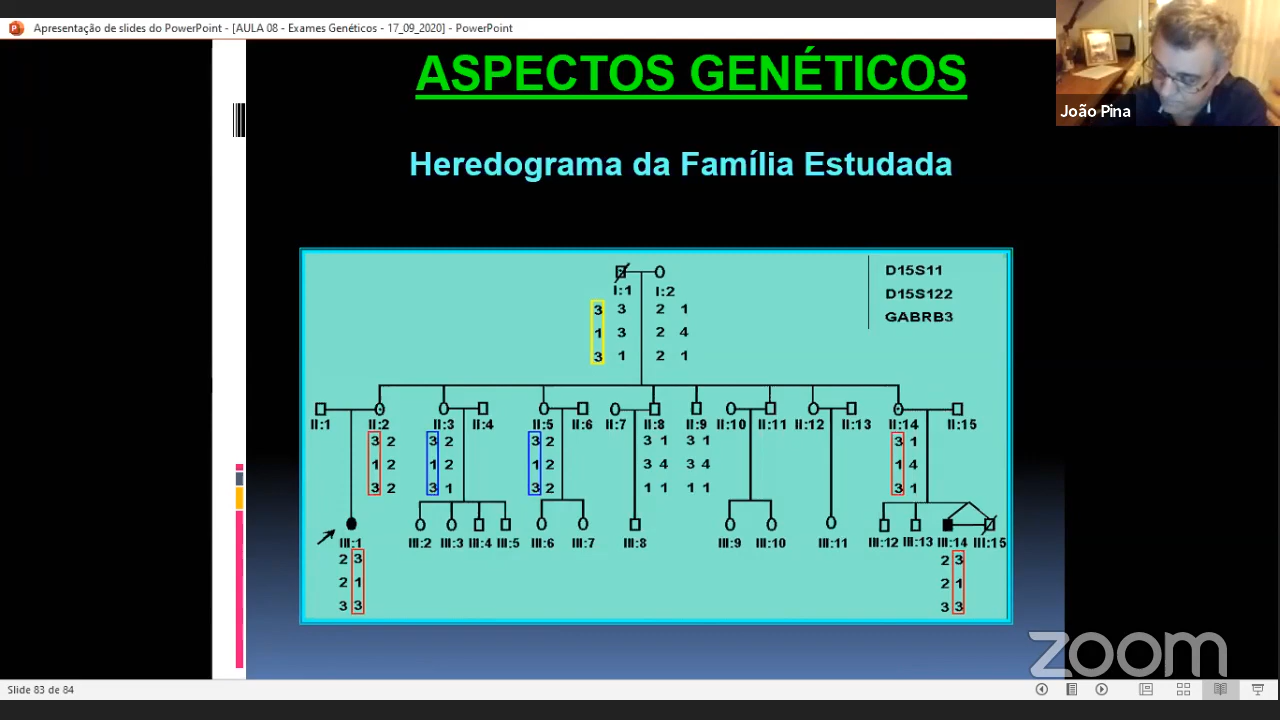 Apresentação de slides do PowerPoint - [AULA 08 - Exames Genéticos - 17_09_2020] - PowerPoint
João Pina
ASPECTOS GENÉTICOS
Heredograma da Família Estudada
D15S11
D15S122
GABRB3
I:1 I:2
3 3 2 1
1 3 2 4
3 1 2 1
II:1 II:2 II:3 II:4 II:5 II:6 II:7 II:8 II:9 II:10 II:11 II:12 II:13 II:14 II:15
3 2 3 2 3 2 3 1 3 1 3 1
1 2 1 2 1 2 3 4 3 4 1 4
3 2 3 1 3 2 1 1 1 1 3 1
III:1 III:2 III:3 III:4 III:5 III:6 III:7 III:8 III:9 III:10 III:11 III:12 III:13 III:14 III:15
2 3 2 3
2 1 2 1
3 3 3 3
zoom
Slide 83 de 84